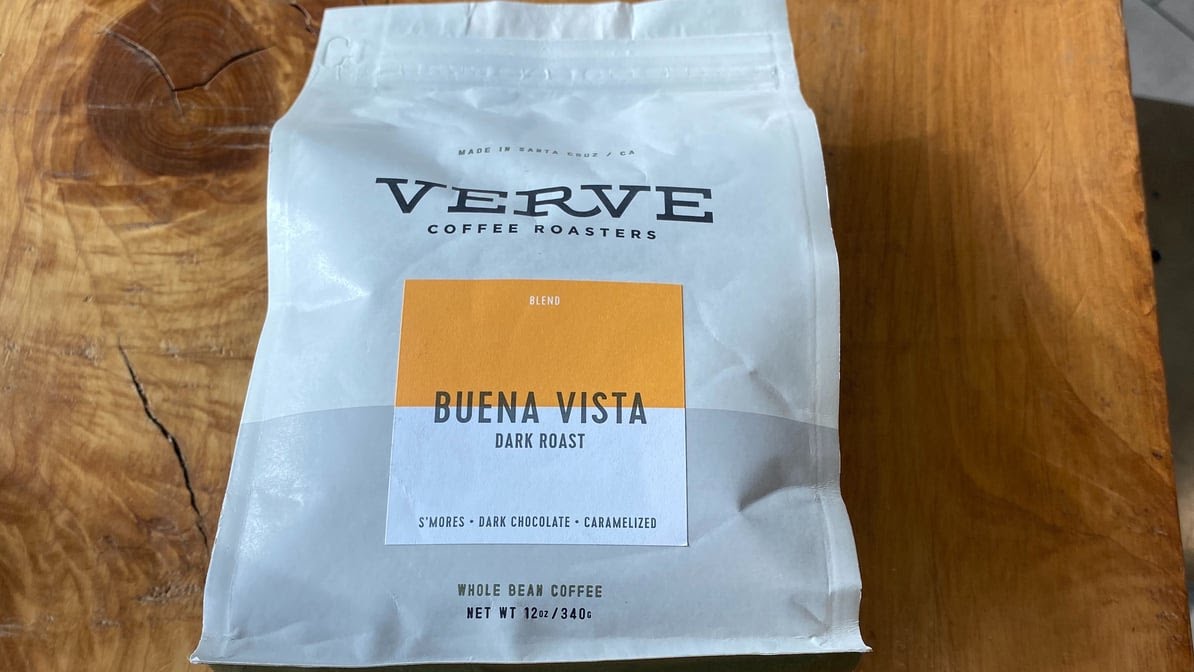 MADE IN SANTA CRUZ / CA
VERVE
COFFEE ROASTERS
BLEND
BUENA VISTA
DARK ROAST
S'MORES • DARK CHOCOLATE • CARAMELIZED
WHOLE BEAN COFFEE
NET WT 12oz/340G